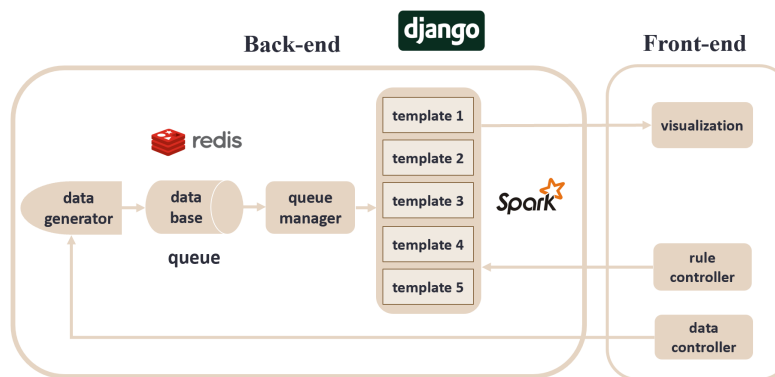 django
Back-end
Front-end
template 1
visualization
redis
template 2
data
generator
data
base
queue
manager
template 3
Spark
queue
template 4
rule
controller
template 5
data
controller